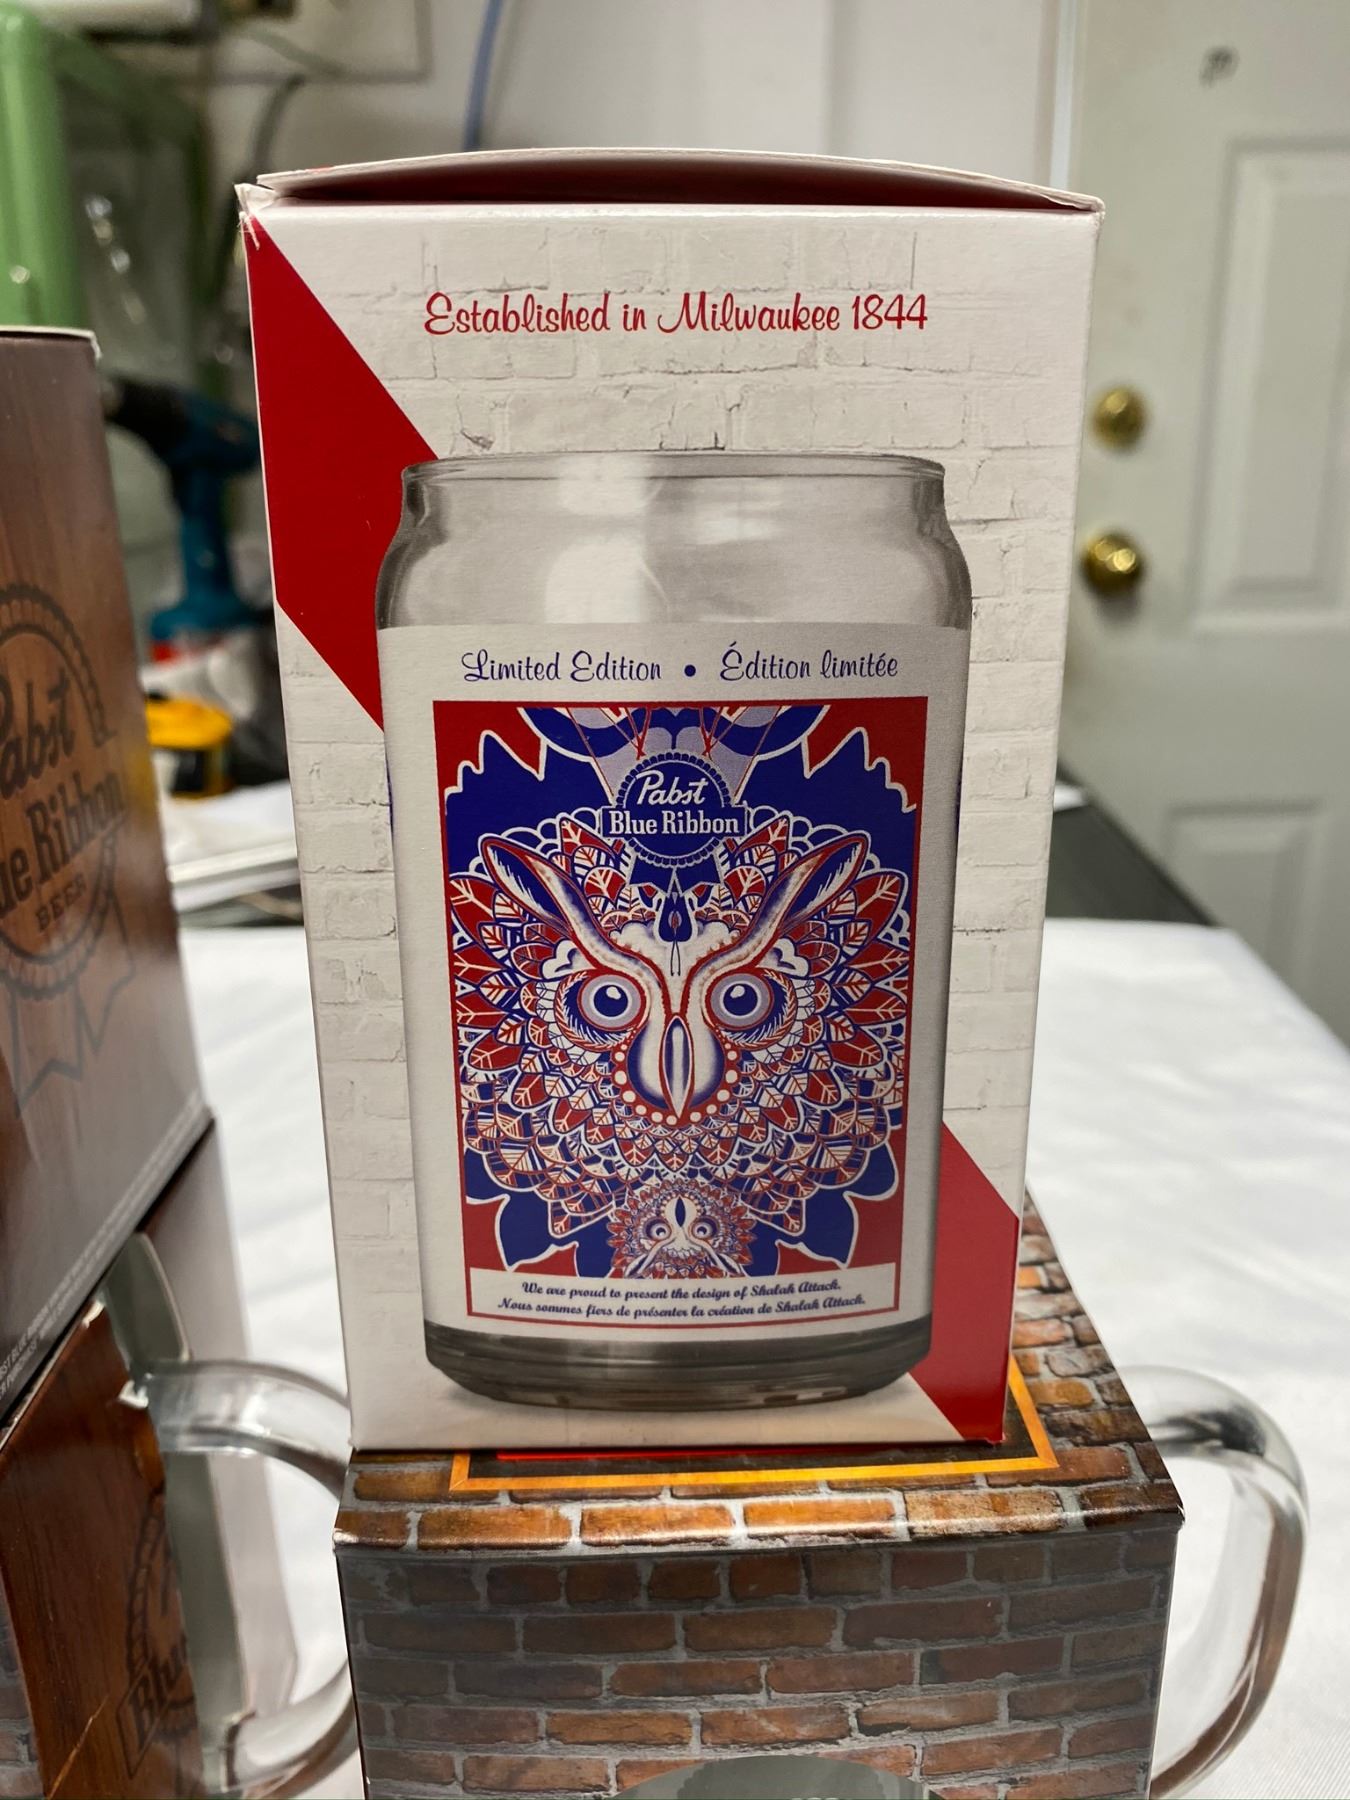 Established in Milwaukee 1844
Limited Edition • Édition limitée
Pabst
Blue Ribbon
We are proud to present the design of Shalak Attack.
Nous sommes fiers de présenter la création de Shalak Attack.
Pabst
Ribbon
BEER